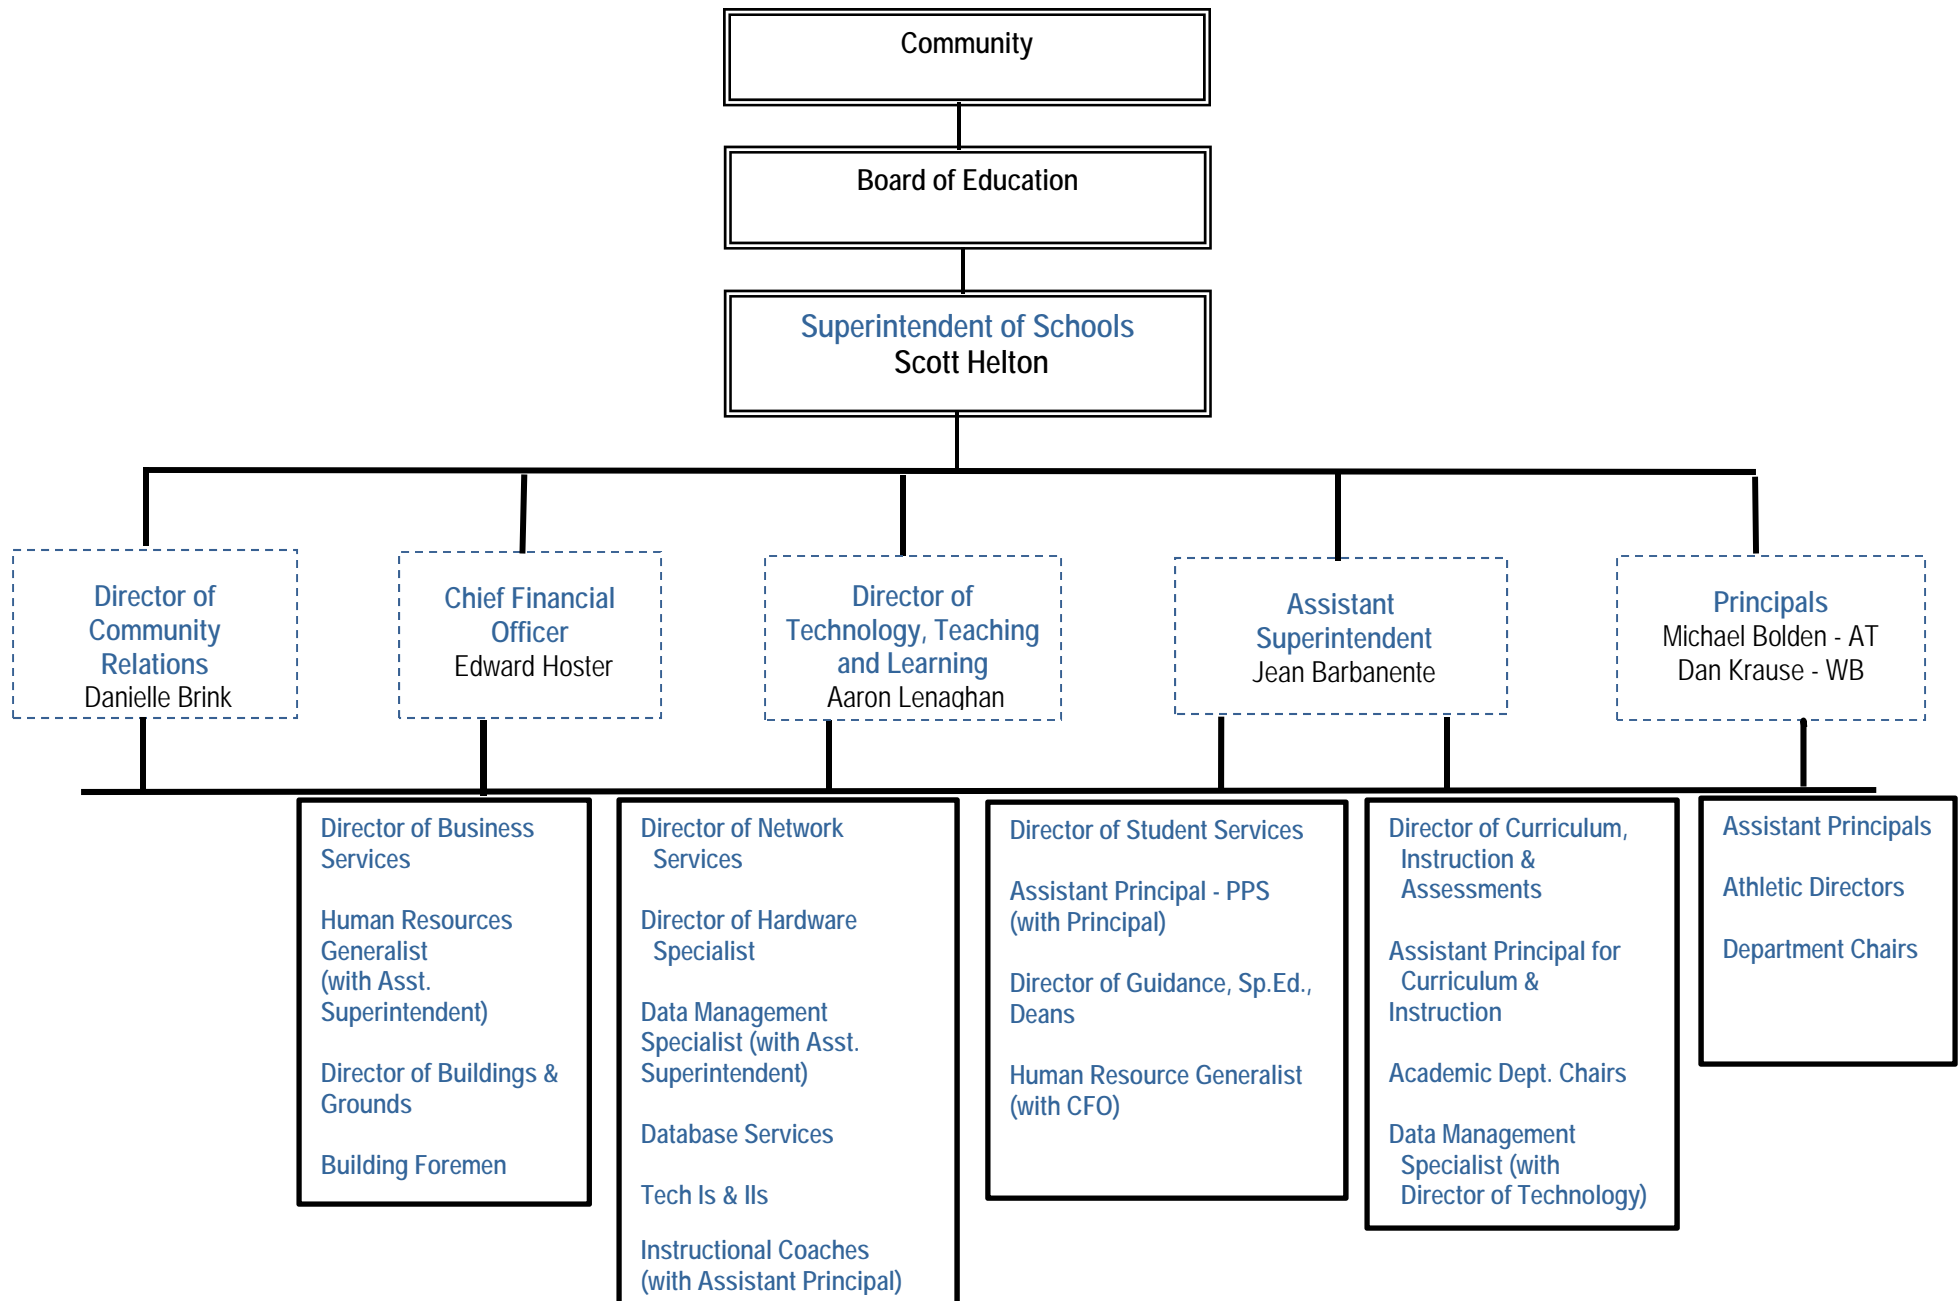 Community
Board of Education
Superintendent of Schools
Scott Helton
Director of
Community
Relations
Danielle Brink
Chief Financial
Officer
Edward Hoster
Director of
Technology, Teaching
and Learning
Aaron Lenaghan
Assistant
Superintendent
Jean Barbanente
Principals
Michael Bolden - AT
Dan Krause - WB
Director of Business
Services
Human Resources
Generalist
(with Asst.
Superintendent)
Director of Buildings &
Grounds
Building Foremen
Director of Network
Services
Director of Hardware
Specialist
Data Management
Specialist (with Asst.
Superintendent)
Database Services
Tech Is & IIs
Instructional Coaches
(with Assistant Principal)
Director of Student Services
Assistant Principal - PPS
(with Principal)
Director of Guidance, Sp.Ed.,
Deans
Human Resource Generalist
(with CFO)
Director of Curriculum,
Instruction &
Assessments
Assistant Principal for
Curriculum &
Instruction
Academic Dept. Chairs
Data Management
Specialist (with
Director of Technology)
Assistant Principals
Athletic Directors
Department Chairs